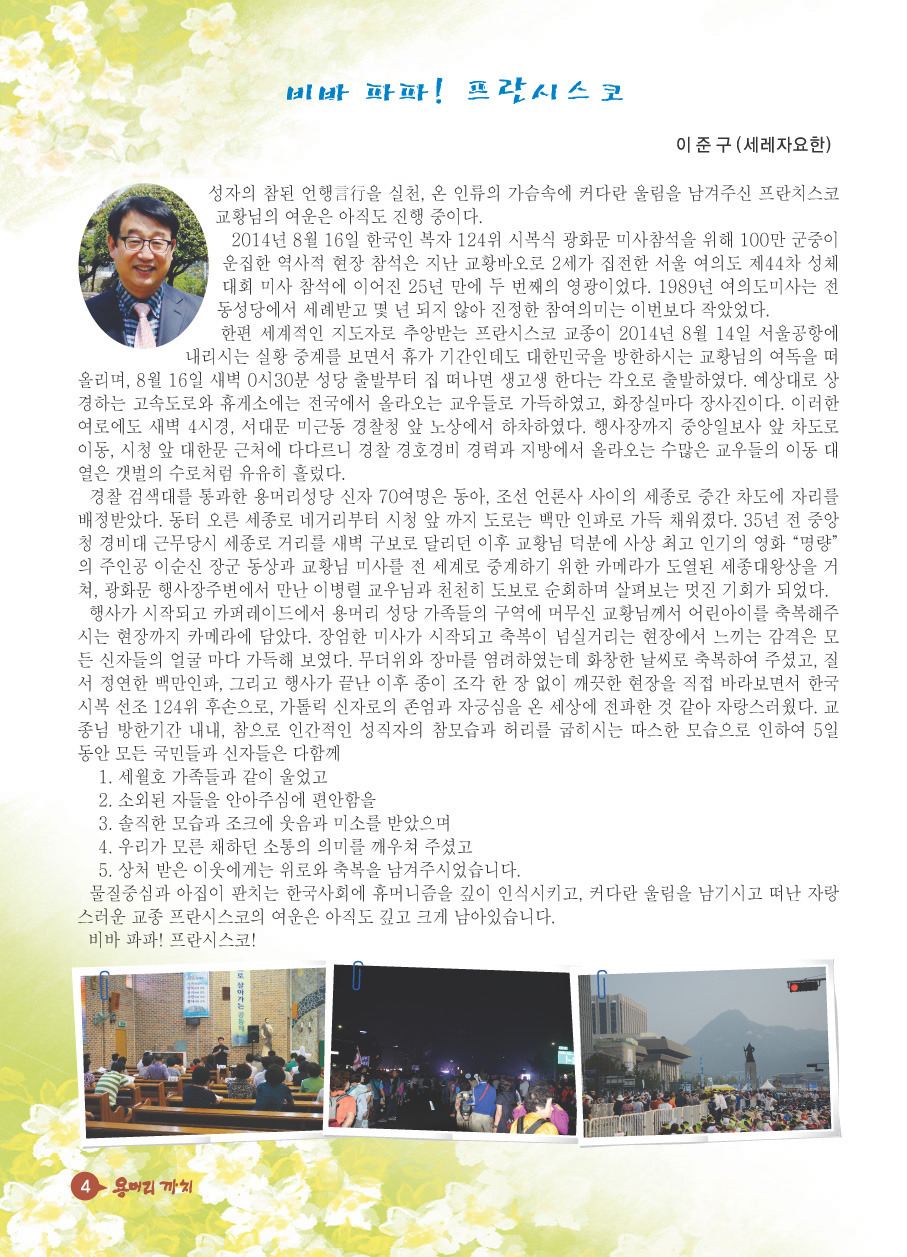 비바 파파! 프란시스코
이 준 구 (세레자요한)
성자의 참된 언행言行을 실천, 온 인류의 가슴속에 커다란 울림을 남겨주신 프란치스코
교황님의 여운은 아직도 진행 중이다.
2014년 8월 16일 한국인 복자 124위 시복식 광화문 미사참석을 위해 100만 군중이
운집한 역사적 현장 참석은 지난 교황바오로 2세가 집전한 서울 여의도 제44차 성체
대회 미사 참석에 이어진 25년 만에 두 번째의 영광이었다. 1989년 여의도미사는 전
동성당에서 세례받고 몇 년 되지 않아 진정한 참여의미는 이번보다 작았었다.
한편 세계적인 지도자로 추앙받는 프란시스코 교종이 2014년 8월 14일 서울공항에
내리시는 실황 중계를 보면서 휴가 기간인데도 대한민국을 방한하시는 교황님의 여독을 떠
올리며, 8월 16일 새벽 0시30분 성당 출발부터 집 떠나면 생고생 한다는 각오로 출발하였다. 예상대로 상
경하는 고속도로와 휴게소에는 전국에서 올라오는 교우들로 가득하였고, 화장실마다 장사진이다. 이러한
여로에도 새벽 4시경, 서대문 미근동 경찰청 앞 노상에서 하차하였다. 행사장까지 중앙일보사 앞 차도로
이동, 시청 앞 대한문 근처에 다다르니 경찰 경호경비 경력과 지방에서 올라오는 수많은 교우들의 이동 대
열은 갯벌의 수로처럼 유유히 흘렀다.
경찰 검색대를 통과한 용머리성당 신자 70여명은 동아, 조선 언론사 사이의 세종로 중간 차도에 자리를
배정받았다. 동터 오른 세종로 네거리부터 시청 앞 까지 도로는 백만 인파로 가득 채워졌다. 35년 전 중앙
청 경비대 근무당시 세종로 거리를 새벽 구보로 달리던 이후 교황님 덕분에 사상 최고 인기의 영화 “명량”
의 주인공 이순신 장군 동상과 교황님 미사를 전 세계로 중계하기 위한 카메라가 도열된 세종대왕상을 거
쳐, 광화문 행사장주변에서 만난 이병렬 교우님과 천천히 도보로 순회하며 살펴보는 멋진 기회가 되었다.
행사가 시작되고 카퍼레이드에서 용머리 성당 가족들의 구역에 머무신 교황님께서 어린아이를 축복해주
시는 현장까지 카메라에 담았다. 장엄한 미사가 시작되고 축복이 넘실거리는 현장에서 느끼는 감격은 모
든 신자들의 얼굴 마다 가득해 보였다. 무더위와 장마를 염려하였는데 화창한 날씨로 축복하여 주셨고, 질
서 정연한 백만인파, 그리고 행사가 끝난 이후 종이 조각 한 장 없이 깨끗한 현장을 직접 바라보면서 한국
시복 선조 124위 후손으로, 가톨릭 신자로의 존엄과 자긍심을 온 세상에 전파한 것 같아 자랑스러웠다. 교
종님 방한기간 내내, 참으로 인간적인 성직자의 참모습과 허리를 굽히시는 따스한 모습으로 인하여 5일
동안 모든 국민들과 신자들은 다함께
1. 세월호 가족들과 같이 울었고
2. 소외된 자들을 안아주심에 편안함을
3. 솔직한 모습과 조크에 웃음과 미소를 받았으며
4. 우리가 모른 채하던 소통의 의미를 깨우쳐 주셨고
5. 상처 받은 이웃에게는 위로와 축복을 남겨주시었습니다.
물질중심과 아집이 판치는 한국사회에 휴머니즘을 깊이 인식시키고, 커다란 울림을 남기시고 떠난 자랑
스러운 교종 프란시스코의 여운은 아직도 깊고 크게 남아있습니다.
비바 파파! 프란시스코!
로 살아가는 공동체
4 용머리 까치